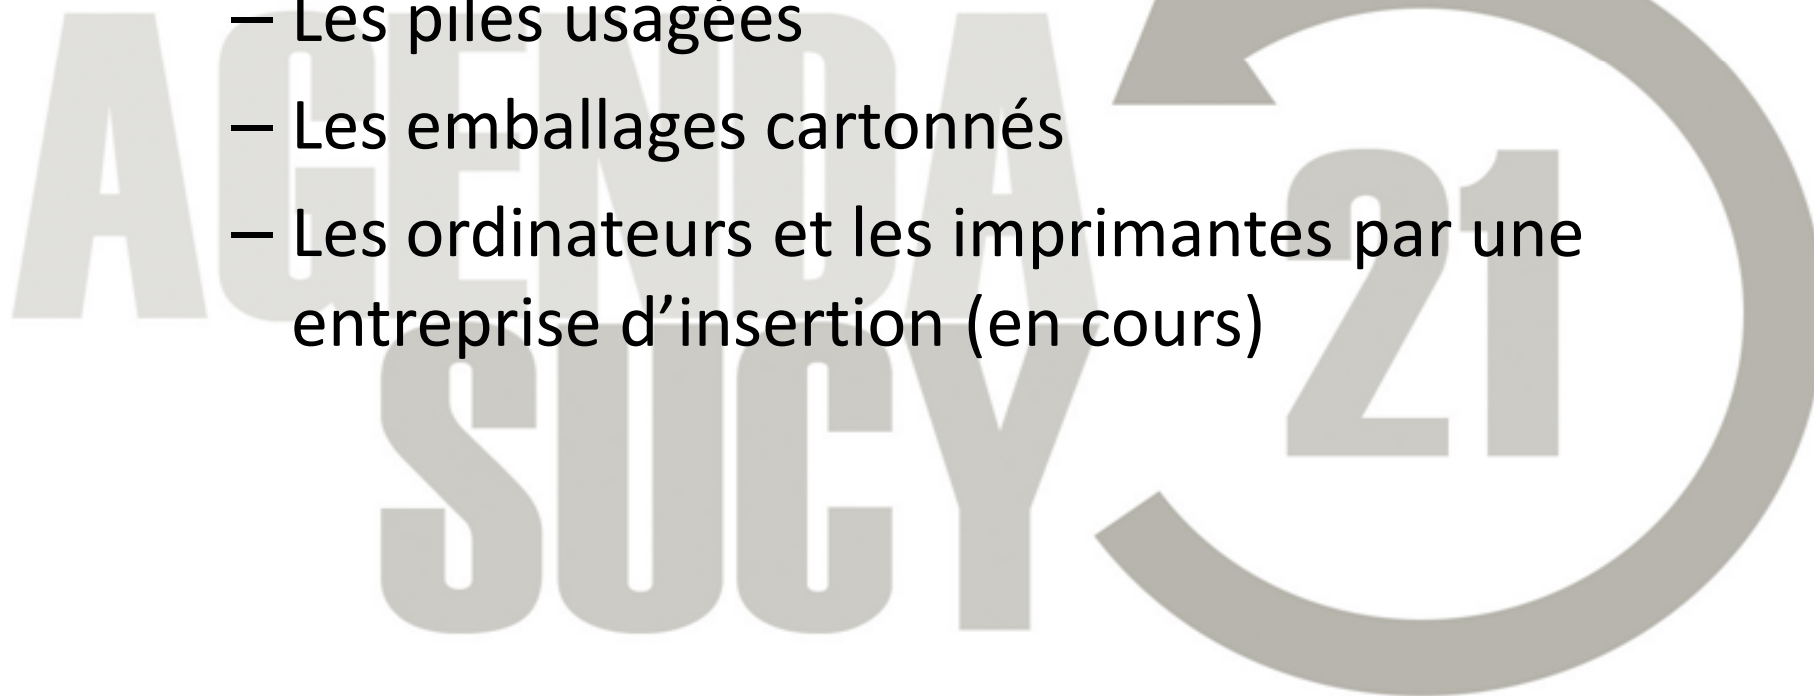 – Les piles usagées
– Les emballages cartonnés
– Les ordinateurs et les imprimantes par une
entreprise d’insertion (en cours)
AGENDA
21
SUCY